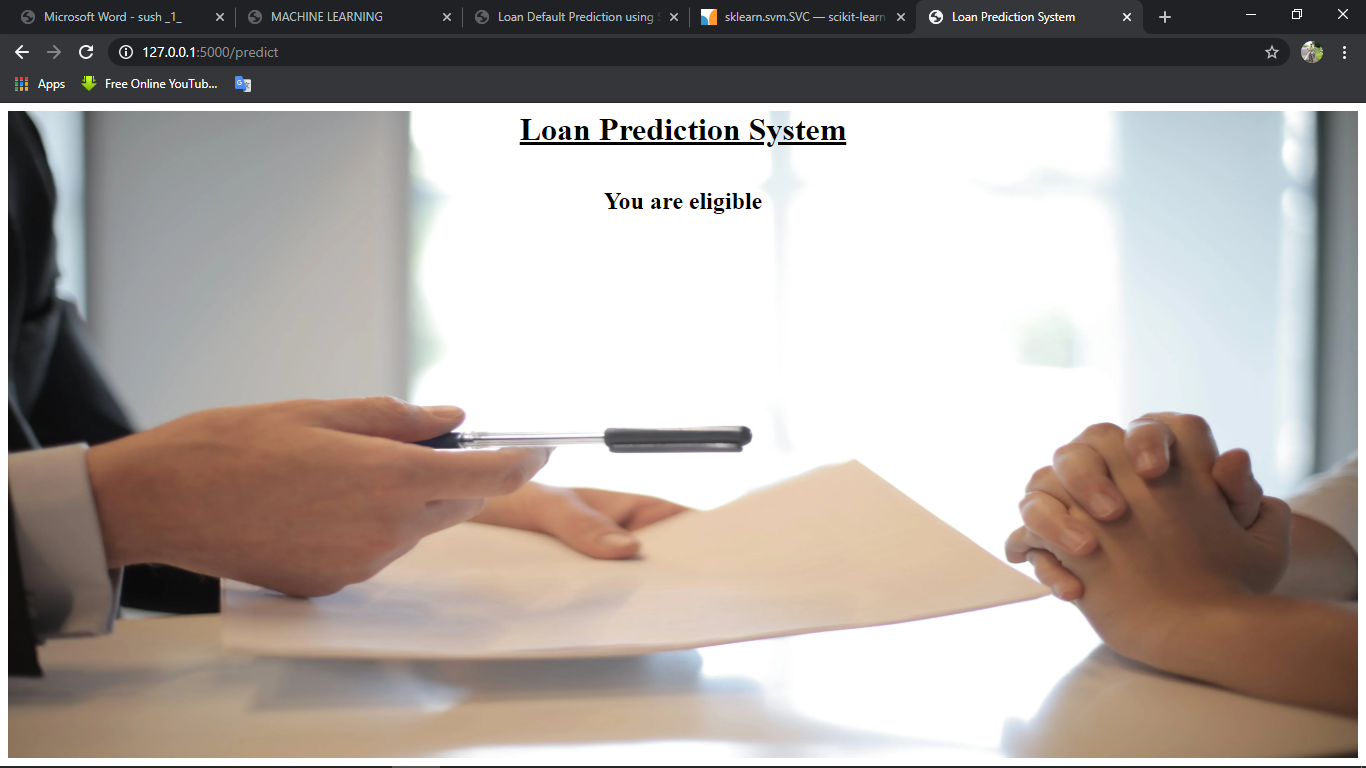 Microsoft Word - sush _1_
MACHINE LEARNING
Loan Default Prediction using
sklearn.svm.SVC — scikit-learn
Loan Prediction System
127.0.0.1:5000/predict
Apps
Free Online YouTub...
Loan Prediction System
You are eligible